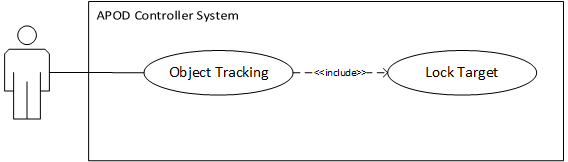 APOD Controller System
Object Tracking
<<include>>
Lock Target